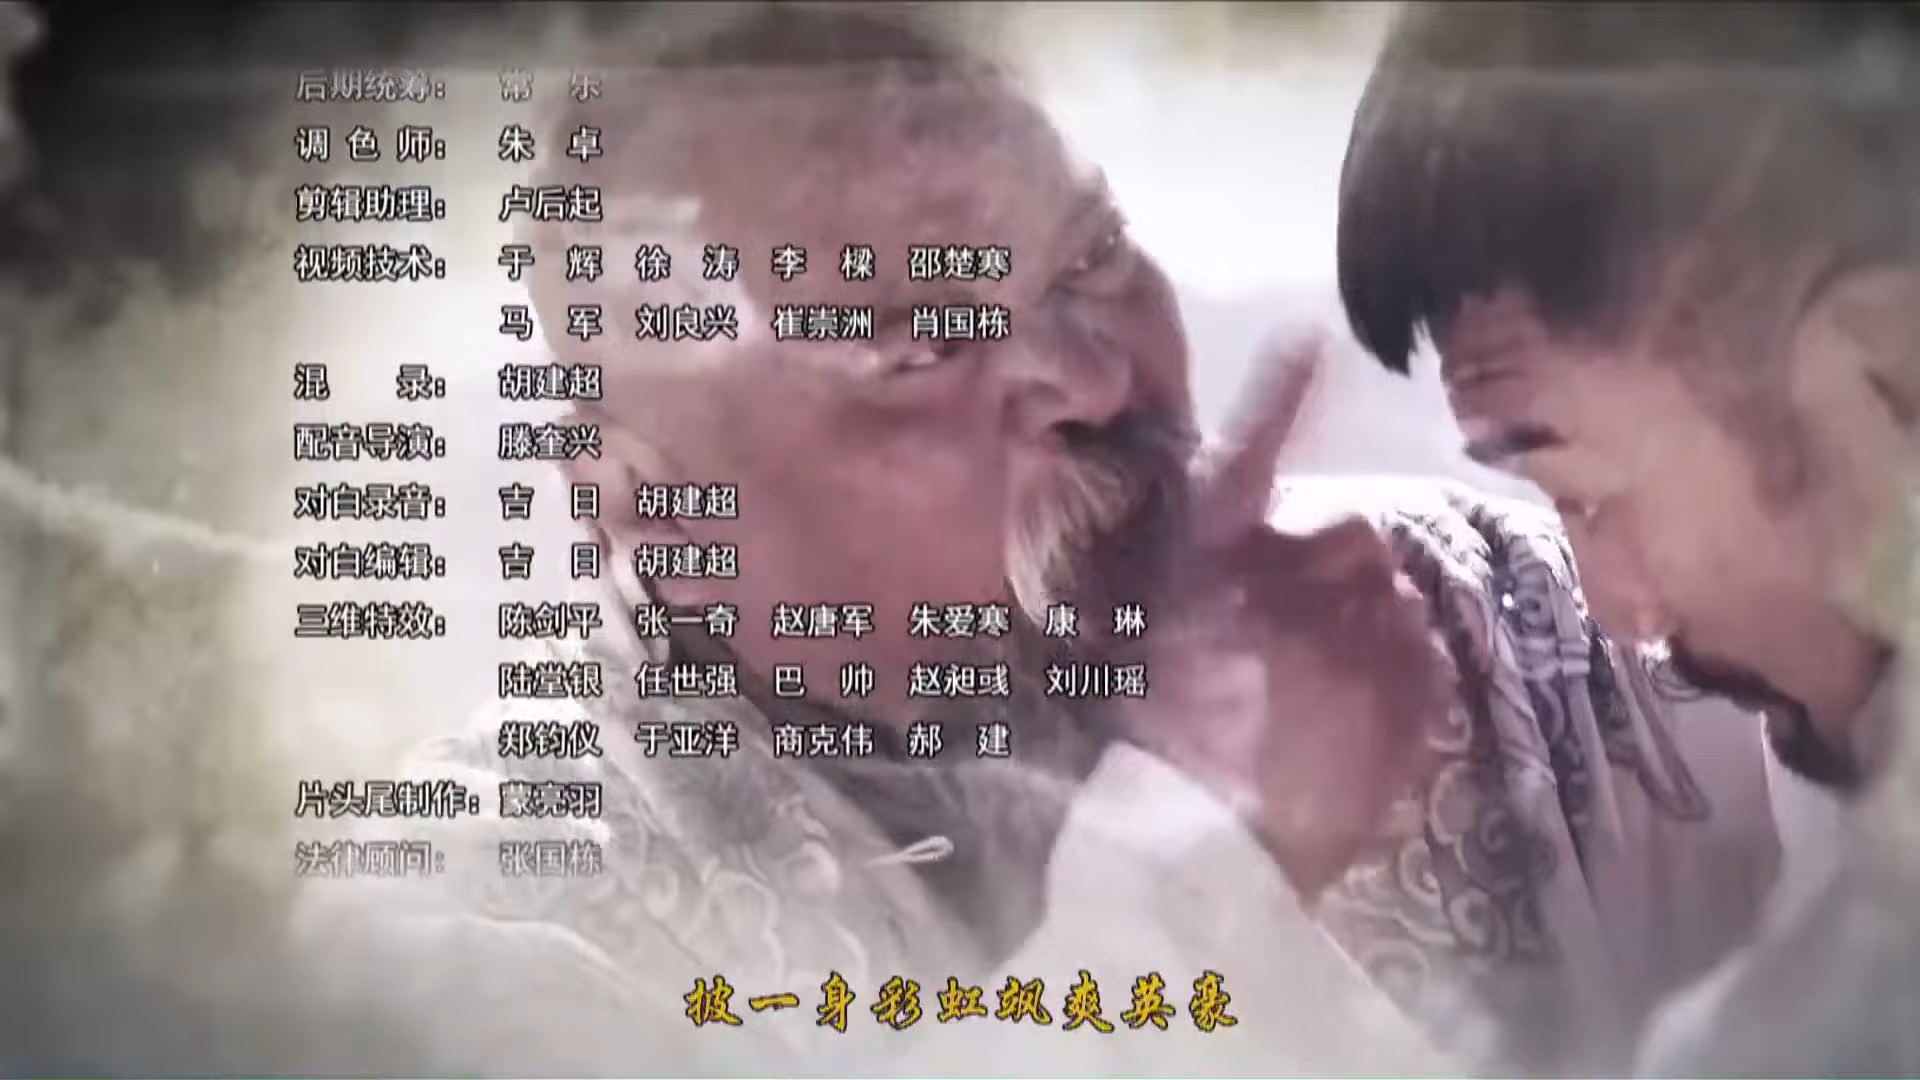 后期统筹： 常 乐
调色师： 朱 卓
剪辑助理： 卢后起
视频技术： 于 辉 徐 涛 李 樑 邵楚寒
马 军 刘良兴 崔崇洲 肖国栋
混 录： 胡建超
配音导演： 滕奎兴
对白录音： 吉 日 胡建超
对白编辑： 吉 日 胡建超
三维特效： 陈剑平 张一奇 赵唐军 朱爱寒 康 琳
陆堂银 任世强 巴 帅 赵昶彧 刘川瑶
郑钧仪 于亚洋 商克伟 郝 建
片头尾制作： 蒙亮羽
法律顾问： 张国栋
披一身彩虹飒爽英豪